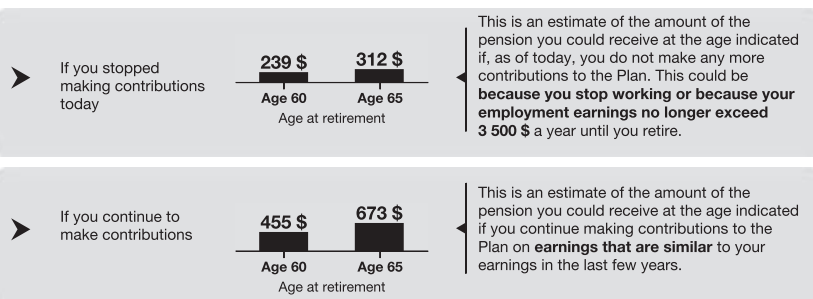 If you stopped
making contributions
today
239 $
312 $
Age 60
Age 65
Age at retirement
This is an estimate of the amount of the
pension you could receive at the age indicated
if, as of today, you do not make any more
contributions to the Plan. This could be
because you stop working or because your
employment earnings no longer exceed
3 500 $ a year until you retire.
If you continue to
make contributions
455 $
673 $
Age 60
Age 65
Age at retirement
This is an estimate of the amount of the
pension you could receive at the age indicated
if you continue making contributions to the
Plan on earnings that are similar to your
earnings in the last few years.